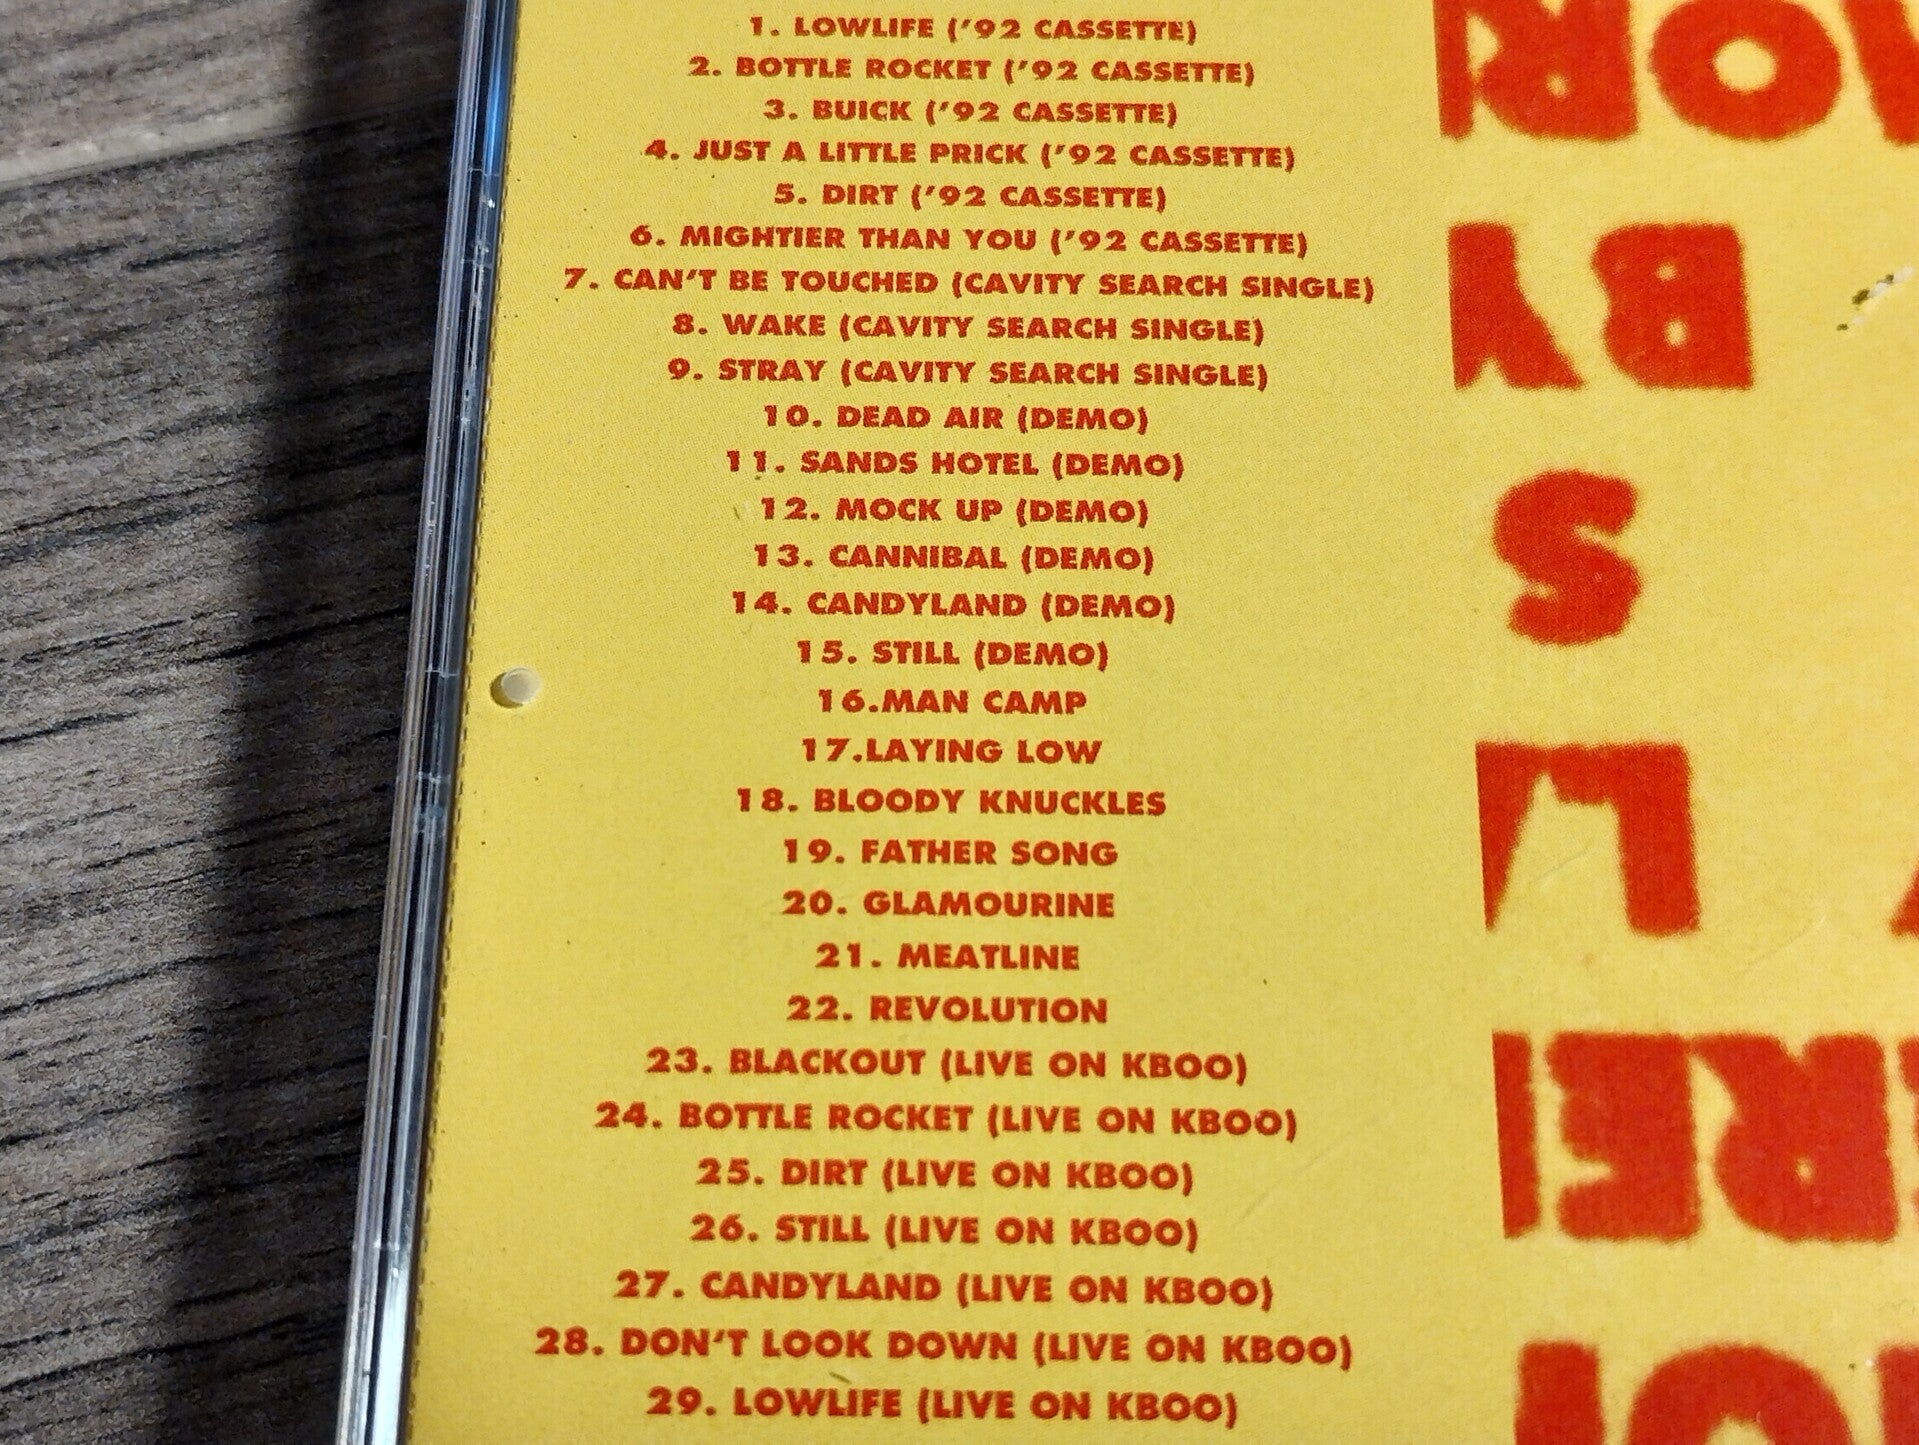 1. LOWLIFE ('92 CASSETTE)
2. BOTTLE ROCKET ('92 CASSETTE)
3. BUICK ('92 CASSETTE)
4. JUST A LITTLE PRICK ('92 CASSETTE)
5. DIRT ('92 CASSETTE)
6. MIGHTIER THAN YOU ('92 CASSETTE)
7. CAN'T BE TOUCHED (CAVITY SEARCH SINGLE)
8. WAKE (CAVITY SEARCH SINGLE)
9. STRAY (CAVITY SEARCH SINGLE)
10. DEAD AIR (DEMO)
11. SANDS HOTEL (DEMO)
12. MOCK UP (DEMO)
13. CANNIBAL (DEMO)
14. CANDYLAND (DEMO)
15. STILL (DEMO)
16.MAN CAMP
17.LAYING LOW
18. BLOODY KNUCKLES
19. FATHER SONG
20. GLAMOURINE
21. MEATLINE
22. REVOLUTION
23. BLACKOUT (LIVE ON KBOO)
24. BOTTLE ROCKET (LIVE ON KBOO)
25. DIRT (LIVE ON KBOO)
26. STILL (LIVE ON KBOO)
27. CANDYLAND (LIVE ON KBOO)
28. DON'T LOOK DOWN (LIVE ON KBOO)
29. LOWLIFE (LIVE ON KBOO)
BY